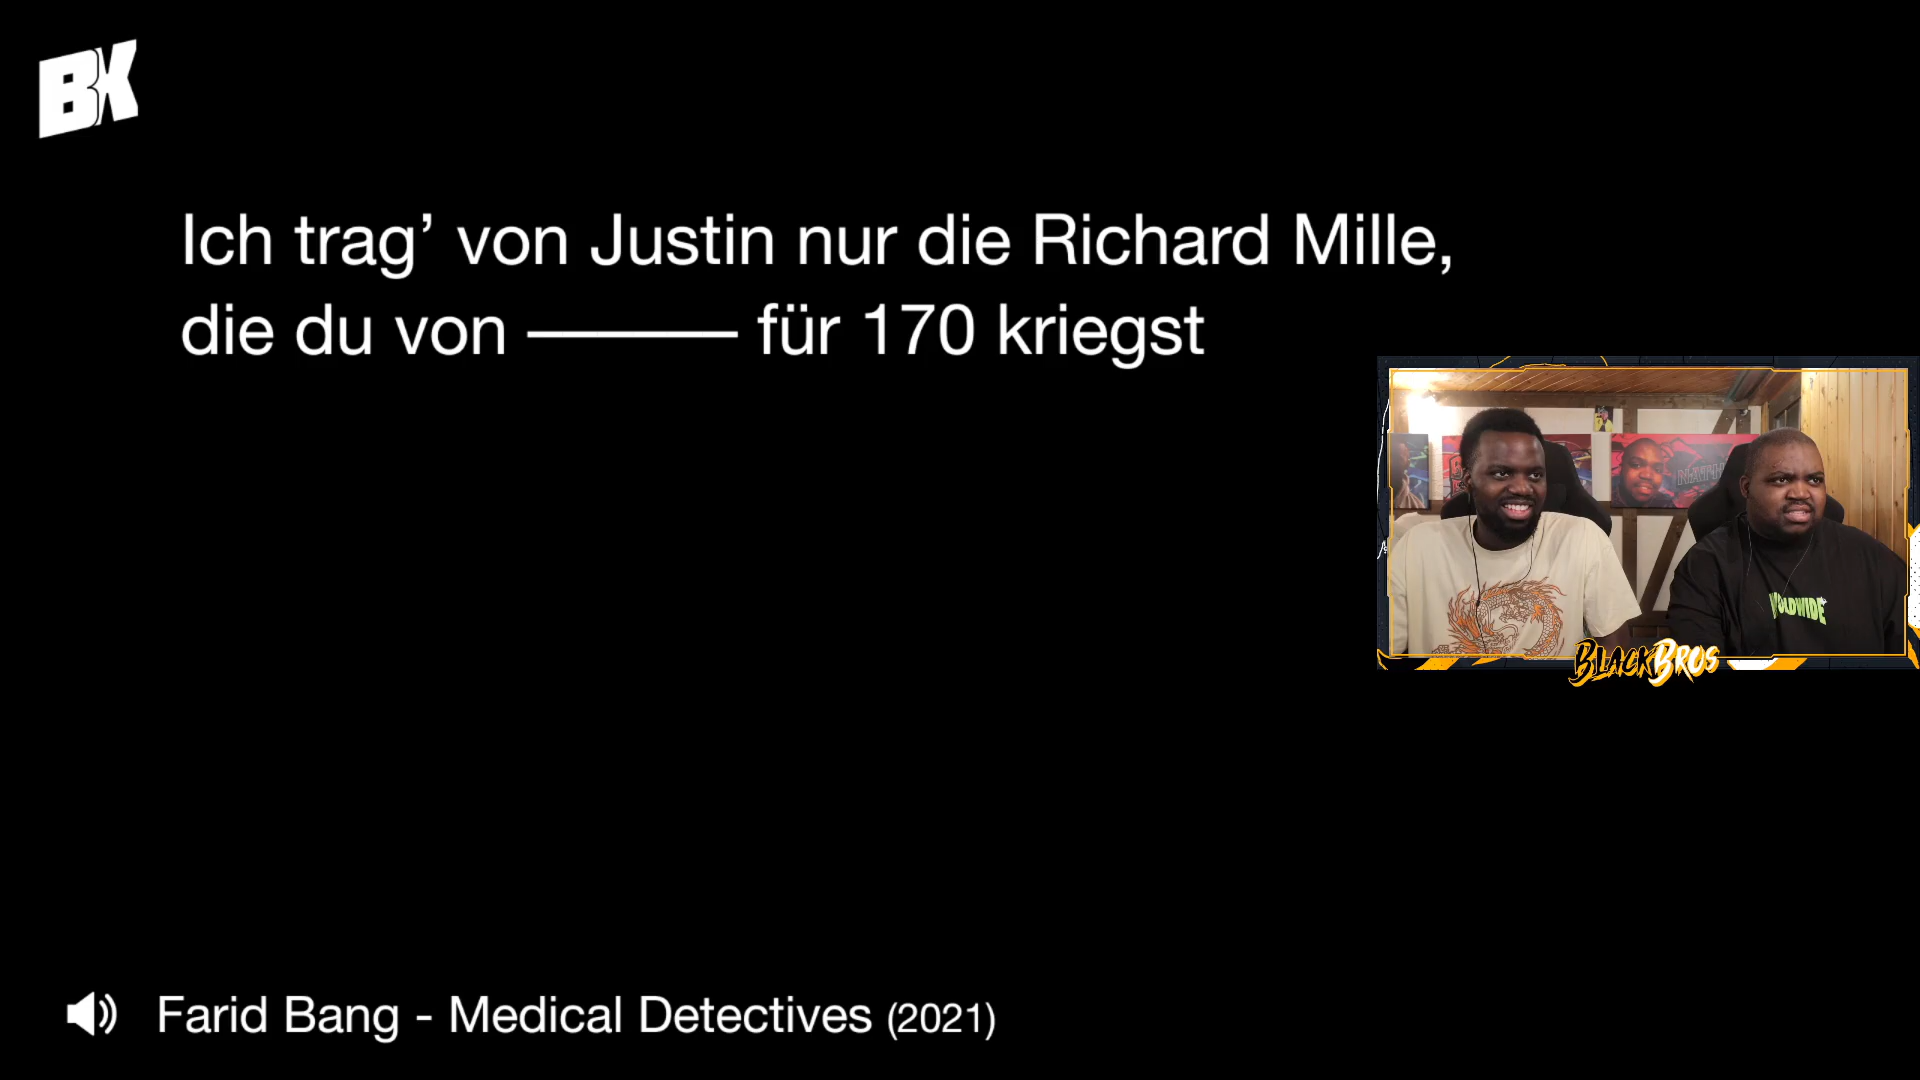 BK
Ich trag’ von Justin nur die Richard Mille,
die du von ——— für 170 kriegst
WORLDWIDE
BLACKBROS
Farid Bang - Medical Detectives (2021)